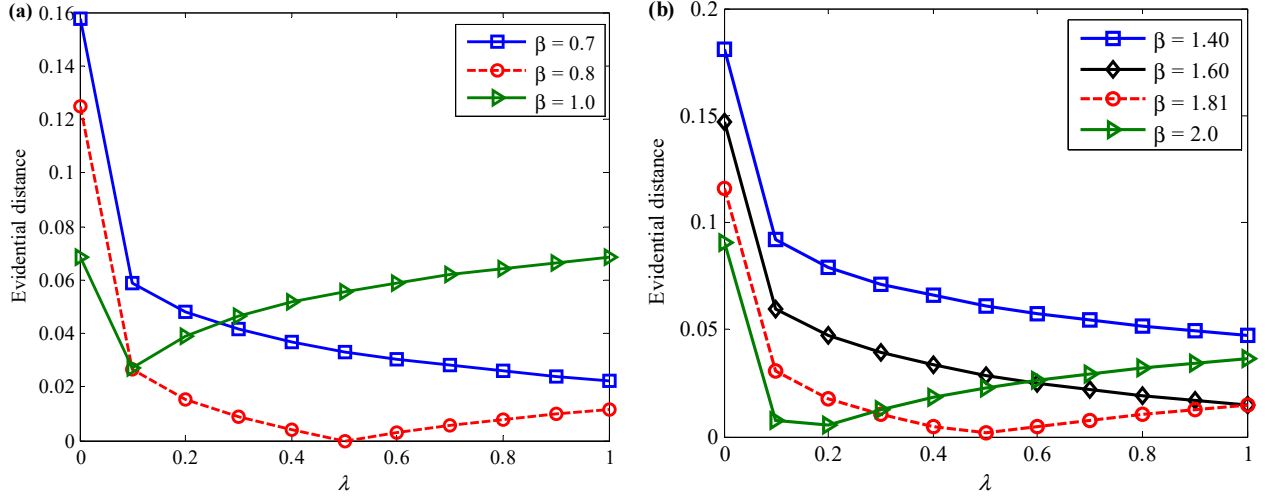 (a)
0.16
0.14
0.12
0.1
0.08
0.06
0.04
0.02
0
Evidential distance
β = 0.7
β = 0.8
β = 1.0
0 0.2 0.4 0.6 0.8 1
λ
(b)
0.2
0.15
0.1
0.05
0
Evidential distance
β = 1.40
β = 1.60
β = 1.81
β = 2.0
0 0.2 0.4 0.6 0.8 1
λ